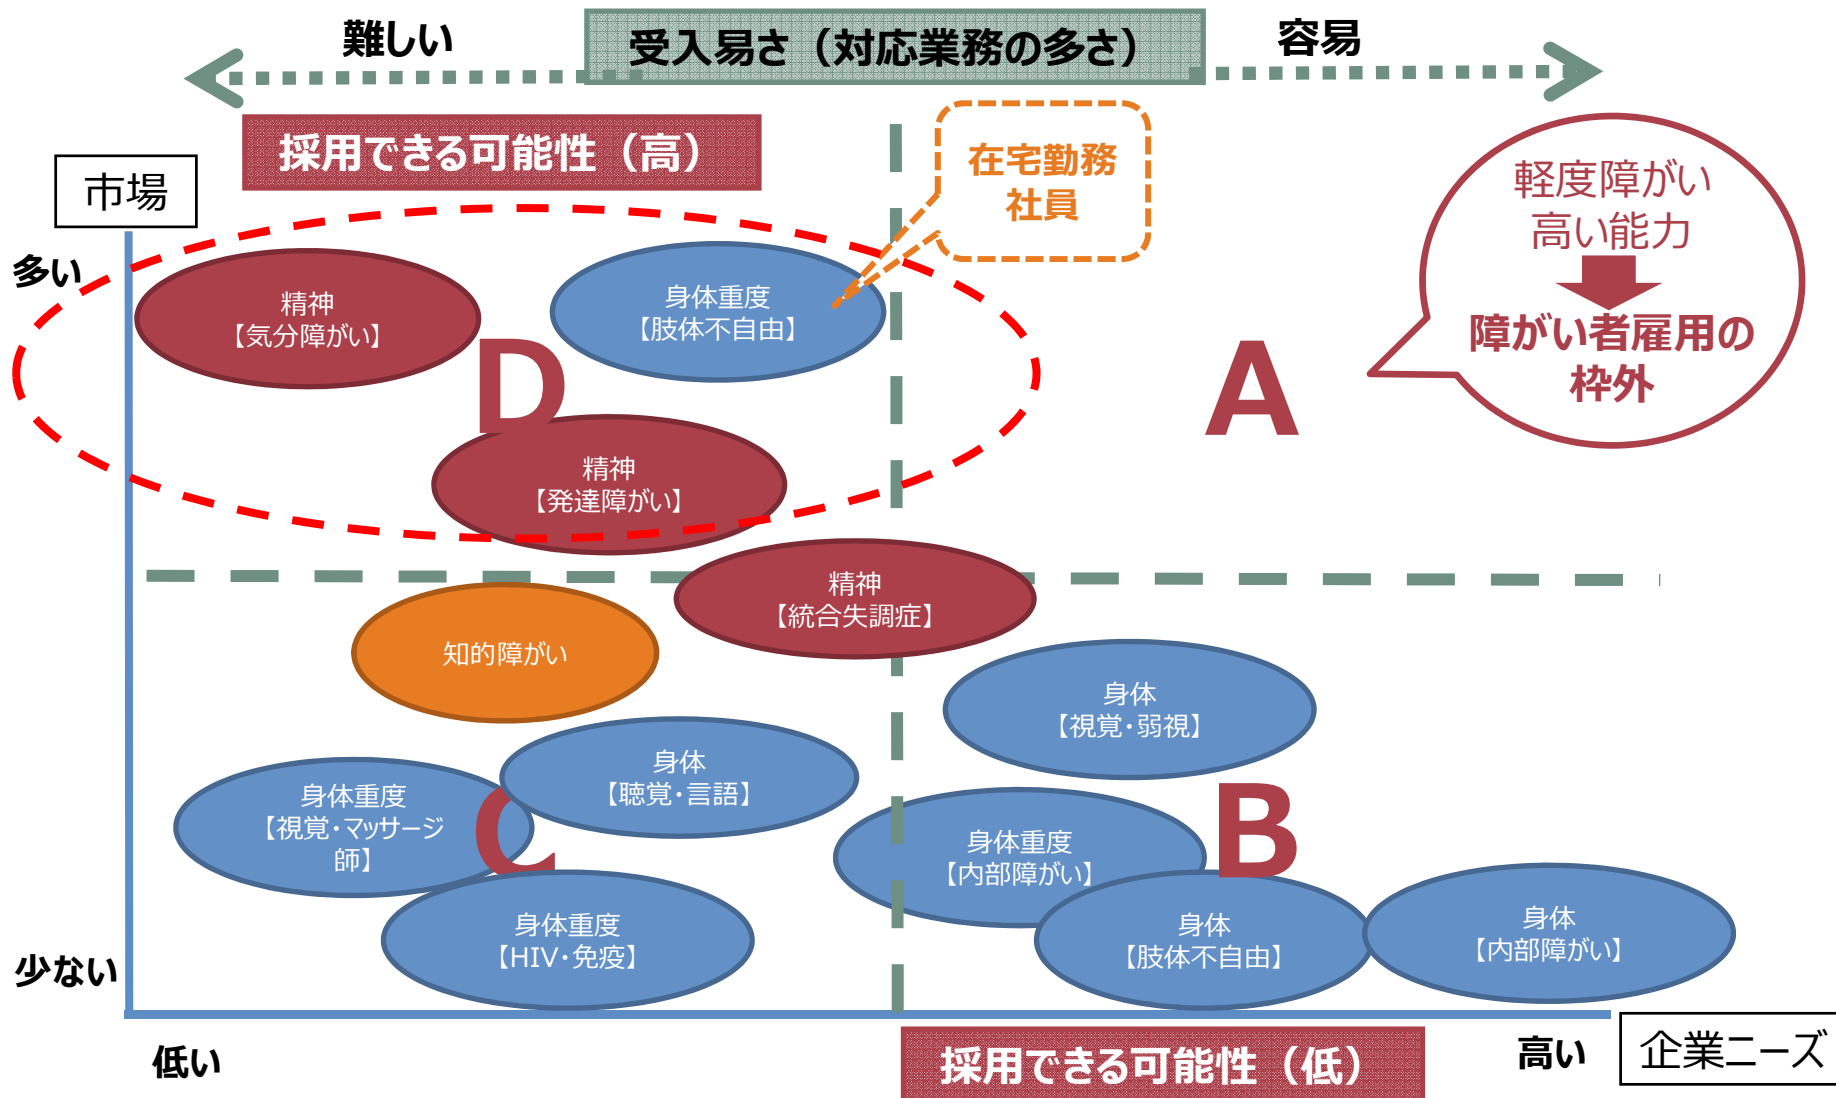 難しい
受入易さ（対応業務の多さ）
容易
採用できる可能性（高）
市場
在宅勤務
社員
軽度障がい
高い能力
障がい者雇用の
枠外
多い
精神
【気分障がい】
身体重度
【肢体不自由】
D
A
精神
【発達障がい】
精神
【統合失調症】
知的障がい
身体
【視覚・弱視】
身体
【聴覚・言語】
身体重度
【視覚・マッサージ
師】
C
B
身体重度
【内部障がい】
身体重度
【HIV・免疫】
身体
【肢体不自由】
身体
【内部障がい】
少ない
低い
採用できる可能性（低）
高い
企業ニーズ